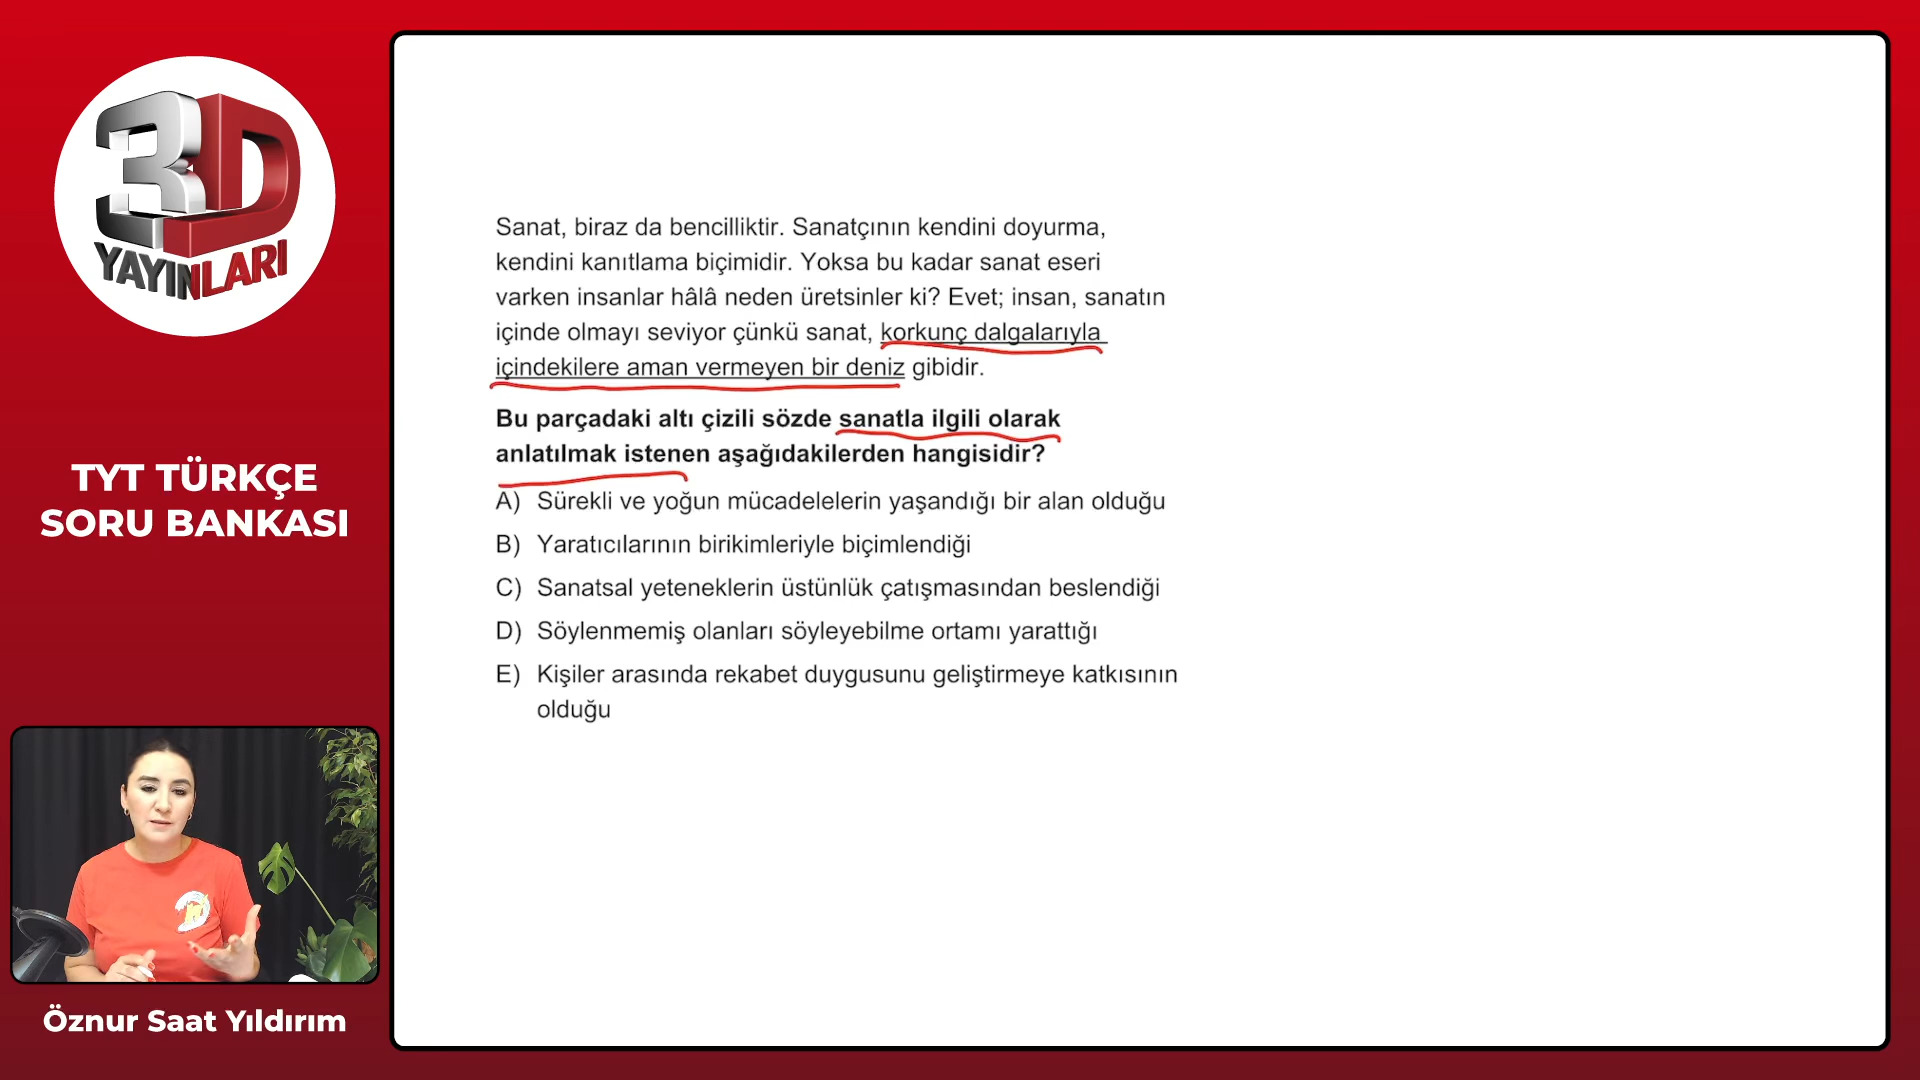 3D
YAYINLARI
TYT TÜRKÇE
SORU BANKASI
Öznur Saat Yıldırım
Sanat, biraz da bencilliktir. Sanatçının kendini doyurma,
kendini kanıtlama biçimidir. Yoksa bu kadar sanat eseri
varken insanlar hâlâ neden üretsinler ki? Evet; insan, sanatın
içinde olmayı seviyor çünkü sanat, korkunç dalgalarıyla
içindekilere aman vermeyen bir deniz gibidir.
Bu parçadaki altı çizili sözde sanatla ilgili olarak
anlatılmak istenen aşağıdakilerden hangisidir?
A) Sürekli ve yoğun mücadelelerin yaşandığı bir alan olduğu
B) Yaratıcılarının birikimleriyle biçimlendiği
C) Sanatsal yeteneklerin üstünlük çatışmasından beslendiği
D) Söylenmemiş olanları söyleyebilme ortamı yarattığı
E) Kişiler arasında rekabet duygusunu geliştirmeye katkısının
olduğu